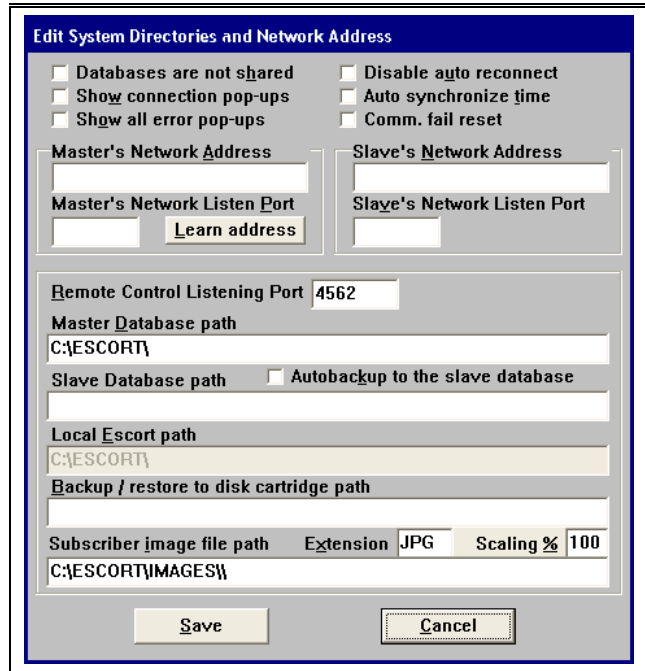 Edit System Directories and Network Address
Databases are not shared
Disable auto reconnect
Show connection pop-ups
Auto synchronize time
Show all error pop-ups
Comm. fail reset
Master's Network Address
Slave's Network Address
Master's Network Listen Port
Slave's Network Listen Port
Learn address
Remote Control Listening Port 4562
Master Database path
C:\ESCORT\
Slave Database path Autobackup to the slave database
Local Escort path
C:\ESCORT\
Backup / restore to disk cartridge path
Subscriber image file path Extension JPG Scaling % 100
C:\ESCORT\IMAGES\\
Save Cancel